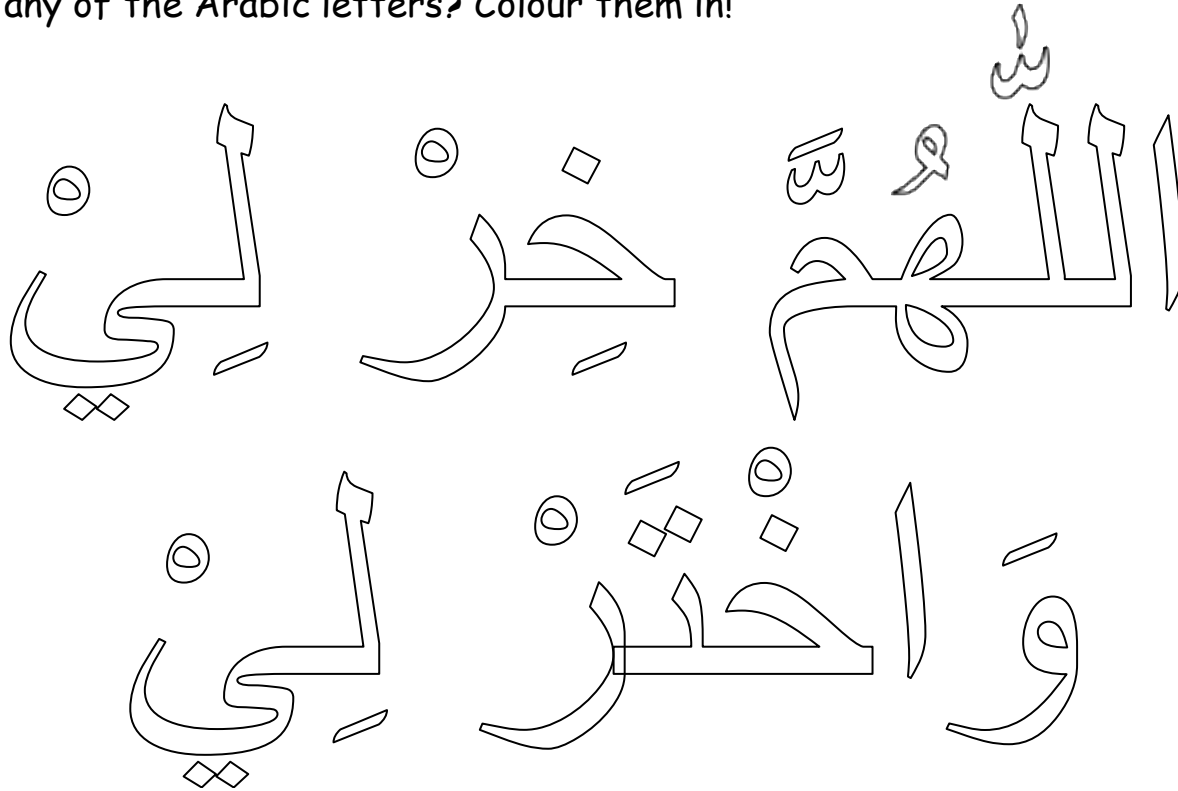 any of the Arabic letters? Colour them in!
اللّٰهُمَّ خِرْ لِيْ
وَاخْتَرْ لِيْ